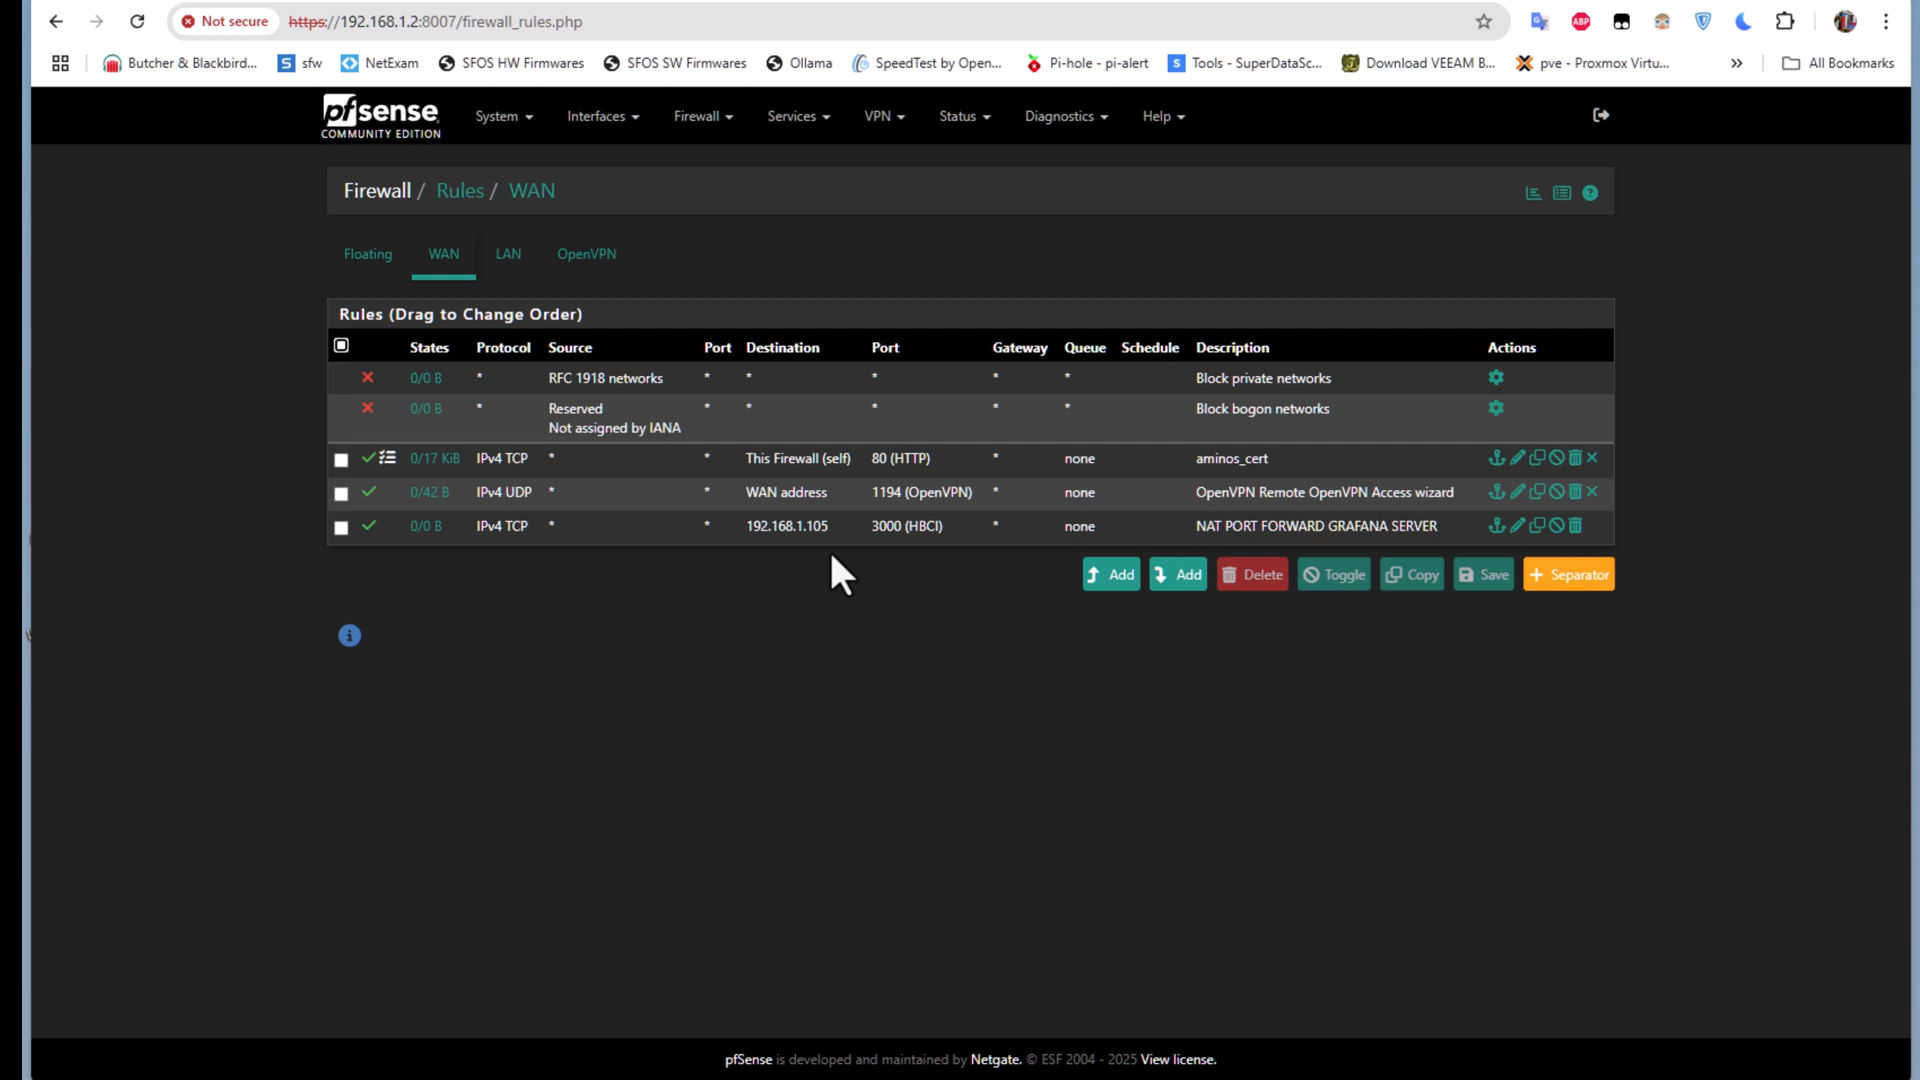 Not secure https://192.168.1.2:8007/firewall_rules.php ABP
Butcher & Blackbird... S sfw NetExam SFOS HW Firmwares SFOS SW Firmwares Ollama SpeedTest by Open... Pi-hole - pi-alert S Tools - SuperDataSc... Download VEEAM B... pve - Proxmox Virtu... » All Bookmarks
pfsense System Interfaces Firewall Services VPN Status Diagnostics Help
COMMUNITY EDITION
Firewall / Rules / WAN
Floating WAN LAN OpenVPN
Rules (Drag to Change Order)
States Protocol Source Port Destination Port Gateway Queue Schedule Description Actions
0/0 B * RFC 1918 networks * * * * * Block private networks
0/0 B * Reserved * * * * * Block bogon networks
Not assigned by IANA
0/17 KiB IPv4 TCP * * This Firewall (self) 80 (HTTP) * none aminos_cert
0/42 B IPv4 UDP * * WAN address 1194 (OpenVPN) * none OpenVPN Remote OpenVPN Access wizard
0/0 B IPv4 TCP * * 192.168.1.105 3000 (HBCI) * none NAT PORT FORWARD GRAFANA SERVER
Add Add Delete Toggle Copy Save + Separator
pfSense is developed and maintained by Netgate. © ESF 2004 - 2025 View license.